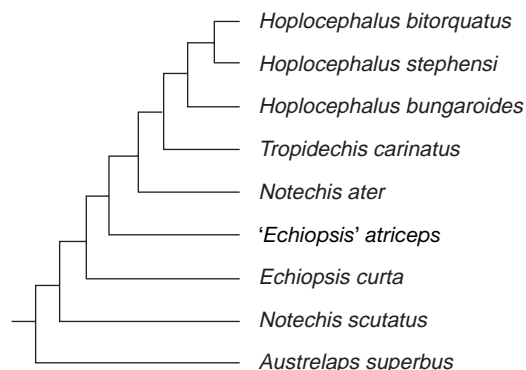 Hoplocephalus bitorquatus
Hoplocephalus stephensi
Hoplocephalus bungaroides
Tropidechis carinatus
Notechis ater
‘Echiopsis’ atriceps
Echiopsis curta
Notechis scutatus
Austrelaps superbus